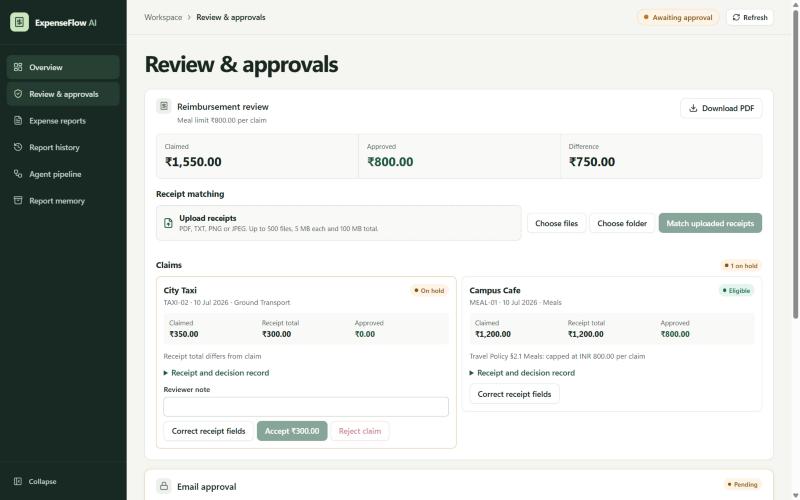 ExpenseFlow AI
Workspace > Review & approvals
Awaiting approval
Refresh
Overview
Review & approvals
Expense reports
Report history
Agent pipeline
Report memory
Collapse
Review & approvals
Reimbursement review
Meal limit ₹800.00 per claim
Download PDF
Claimed
₹1,550.00
Approved
₹800.00
Difference
₹750.00
Receipt matching
Upload receipts
PDF, TXT, PNG or JPEG. Up to 500 files, 5 MB each and 100 MB total.
Choose files
Choose folder
Match uploaded receipts
Claims
1 on hold
City Taxi
On hold
TAXI-02 · 10 Jul 2026 · Ground Transport
Claimed
₹350.00
Receipt total
₹300.00
Approved
₹0.00
Receipt total differs from claim
Receipt and decision record
Reviewer note
Correct receipt fields
Accept ₹300.00
Reject claim
Campus Cafe
Eligible
MEAL-01 · 10 Jul 2026 · Meals
Claimed
₹1,200.00
Receipt total
₹1,200.00
Approved
₹800.00
Travel Policy §2.1 Meals: capped at INR 800.00 per claim
Receipt and decision record
Correct receipt fields
Email approval
Pending